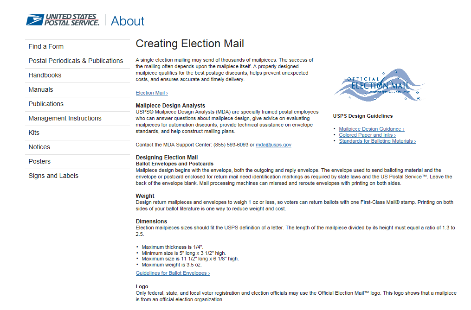 UNITED STATES
POSTAL SERVICE.
About
Find a Form
Postal Periodicals & Publications
Handbooks
Manuals
Publications
Management Instructions
Kits
Notices
Posters
Signs and Labels
Creating Election Mail
A single election mailing may send of thousands of mailpieces. The success of
the mailing often depends upon the mailpiece itself. A properly designed
mailpiece qualifies for the best postage discounts, helps prevent unexpected
costs, and ensures accurate and timely delivery.
Election Mail ›
Mailpiece Design Analysts
USPS® Mailpiece Design Analysts (MDA) are specially trained postal employees
who can answer questions about mailpiece design, give advice on evaluating
mailpieces for automation discounts, provide technical assistance on envelope
standards, and help construct mailing plans.
Contact the MDA Support Center: (855) 593-6093 or mda@usps.gov
OFFICIAL
ELECTION MAIL
USPS Design Guidelines
• Mailpiece Design Guidance ›
• Colored Paper and Inks ›
• Standards for Balloting Materials ›
Designing Election Mail
Ballot Envelopes and Postcards
Mailpiece design begins with the envelope, both the outgoing and reply envelope. The envelope used to send balloting material and the
envelope or postcard enclosed for return mail need identification markings as required by state laws and the US Postal Service™. Leave the
back of the envelope blank. Mail processing machines can misread and reroute envelopes with printing on both sides.
Weight
Design return mailpieces and envelopes to weigh 1 oz or less, so voters can return ballots with one First-Class Mail® stamp. Printing on both
sides of your ballot literature is one way to reduce weight and cost.
Dimensions
Election mailpieces sizes should fit the USPS definition of a letter. The length of the mailpiece divided by its height must equal a ratio of 1.3 to
2.5.
• Maximum thickness is 1/4".
• Minimum size is 5" long x 3 1/2" high.
• Maximum size is 11 1/2" long x 6 1/8" high.
• Maximum weight is 3.5 oz.
Guidelines for Ballot Envelopes ›
Logo
Only federal, state, and local voter registration and election officials may use the Official Election Mail™ logo. This logo shows that a mailpiece
is from an official election organization.